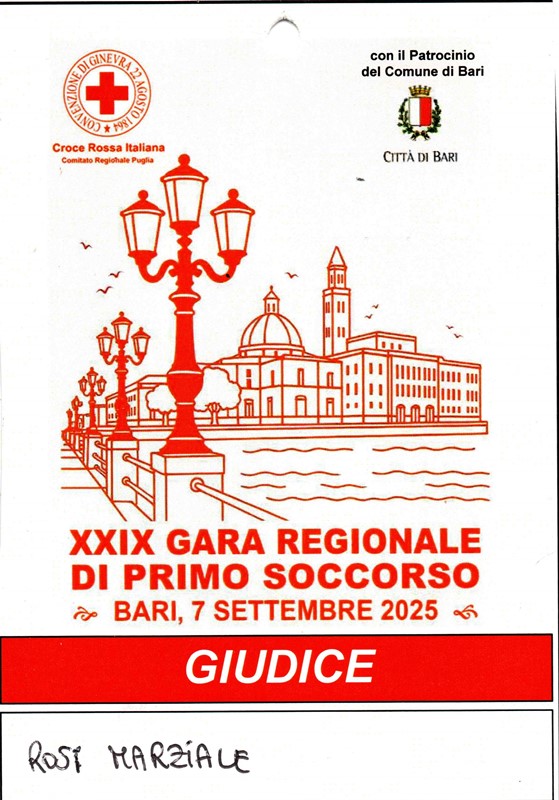 CONVENZIONE DI GINEVRA 22 AGOSTO 1864
Croce Rossa Italiana
Comitato Regionale Puglia
con il Patrocinio
del Comune di Bari
CITTÀ DI BARI
XXIX GARA REGIONALE
DI PRIMO SOCCORSO
BARI, 7 SETTEMBRE 2025
GIUDICE
ROSY MARZIALE